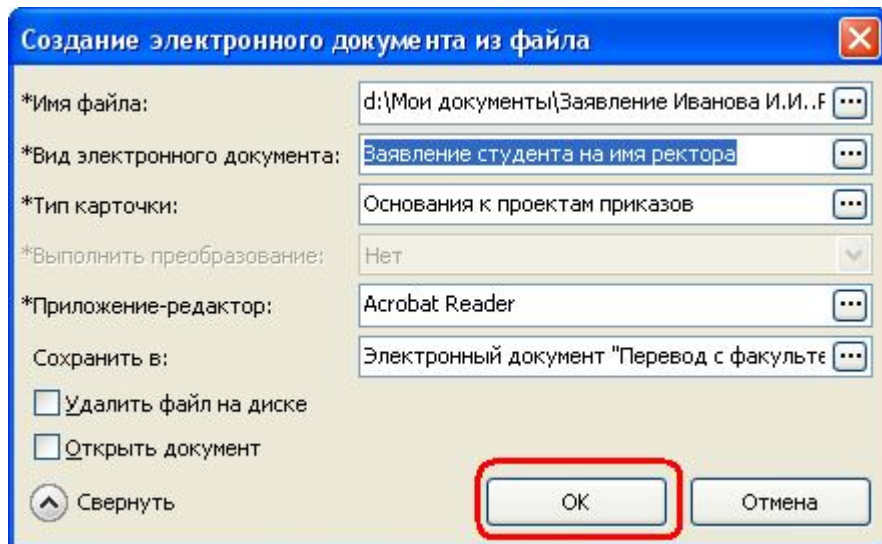 Создание электронного документа из файла
*Имя файла: d:\Мои документы\Заявление Иванова И.И..F
*Вид электронного документа: Заявление студента на имя ректора
*Тип карточки: Основания к проектам приказов
*Выполнить преобразование: Нет
*Приложение-редактор: Acrobat Reader
Сохранить в: Электронный документ "Перевод с факульте
Удалить файл на диске
Открыть документ
Свернуть OK Отмена